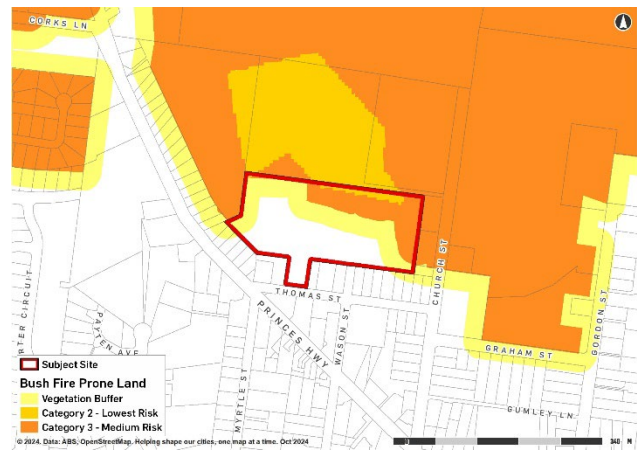 CORKS LN
CHURCH ST
THOMAS ST
PRINCES HWY
WASON ST
MYRTLE ST
PAYTEN AVE
RTER CIRCUIT
GRAHAM ST
GORDON ST
GUMLEY LN
Subject Site
Bush Fire Prone Land
Vegetation Buffer
Category 2 - Lowest Risk
Category 3 - Medium Risk
© 2024. Data: ABS, OpenStreetMap. Helping shape our cities, one map at a time. Oct 2024
0 340 M